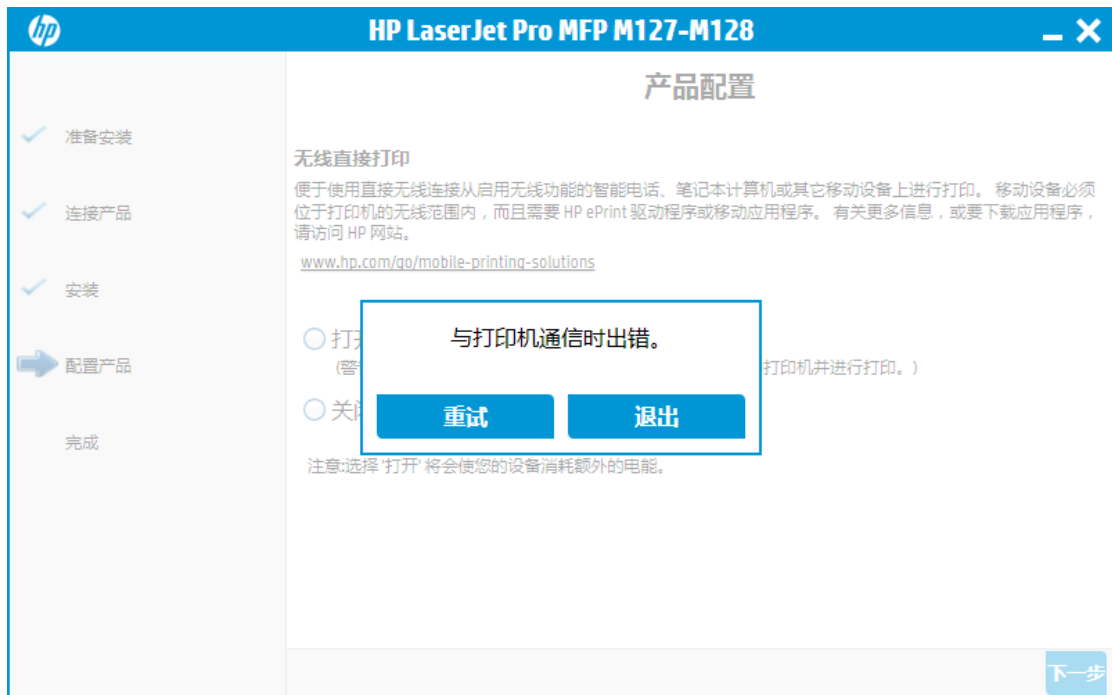 hp
HP LaserJet Pro MFP M127-M128
产品配置
准备安装
连接产品
安装
配置产品
完成
无线直接打印
便于使用直接无线连接从启用无线功能的智能电话、笔记本计算机或其它移动设备上进行打印。 移动设备必须
位于打印机的无线范围内，而且需要 HP ePrint 驱动程序或移动应用程序。 有关更多信息，或要下载应用程序，
请访问 HP 网站。
www.hp.com/go/mobile-printing-solutions
打
(警
打印机并进行打印。)
关
注意:选择 '打开' 将会使您的设备消耗额外的电能。
与打印机通信时出错。
重试
退出
下一步